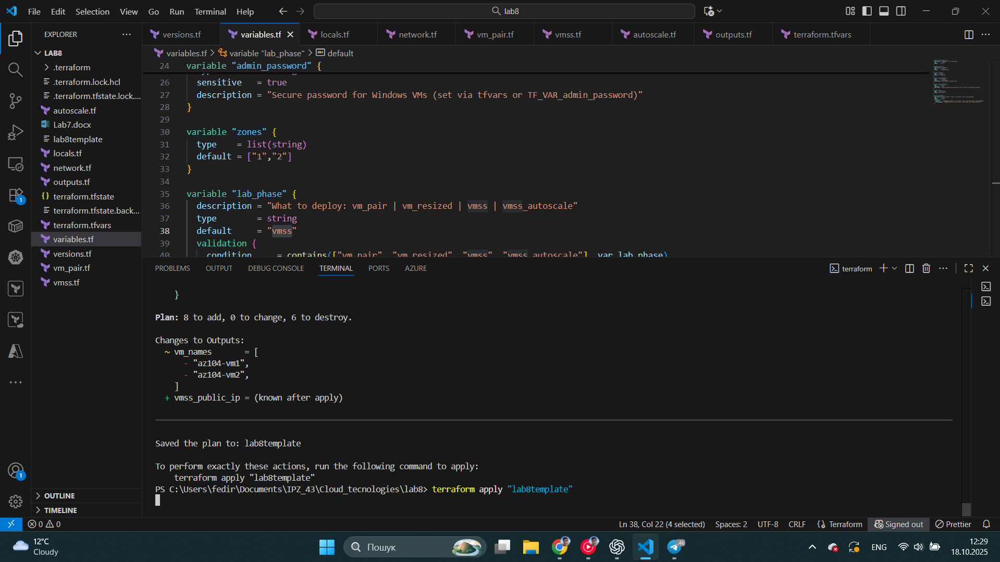 File Edit Selection View Go Run Terminal Help
lab8
EXPLORER
LAB8
.terraform
.terraform.lock.hcl
.terraform.tfstate.lock....
autoscale.tf
Lab7.docx
lab8template
locals.tf
network.tf
outputs.tf
terraform.tfstate
terraform.tfstate.back...
terraform.tfvars
variables.tf
versions.tf
vm_pair.tf
vmss.tf
OUTLINE
TIMELINE
versions.tf variables.tf locals.tf network.tf vm_pair.tf vmss.tf autoscale.tf outputs.tf terraform.tfvars
variables.tf > variable "lab_phase" > default
24 variable "admin_password" {
26 sensitive = true
27 description = "Secure password for Windows VMs (set via tfvars or TF_VAR_admin_password)"
28 }
29
30 variable "zones" {
31 type = list(string)
32 default = ["1","2"]
33 }
34
35 variable "lab_phase" {
36 description = "What to deploy: vm_pair | vm_resized | vmss | vmss_autoscale"
37 type = string
38 default = "vmss"
39 validation {
40 condition = contains(["vm_pair", "vm_resized", "vmss", "vmss_autoscale"], var.lab_phase)
PROBLEMS OUTPUT DEBUG CONSOLE TERMINAL PORTS AZURE
terraform
}
Plan: 8 to add, 0 to change, 6 to destroy.
Changes to Outputs:
~ vm_names = [
- "az104-vm1",
- "az104-vm2",
]
+ vmss_public_ip = (known after apply)
Saved the plan to: lab8template
To perform exactly these actions, run the following command to apply:
terraform apply "lab8template"
PS C:\Users\fedir\Documents\IPZ_43\Cloud_tecnologies\lab8> terraform apply "lab8template"
1
1
0 0
Ln 38, Col 22 (4 selected) Spaces: 2 UTF-8 CRLF Terraform Signed out Prettier
12°C
Cloudy
Пошук
46
ENG
12:29
18.10.2025